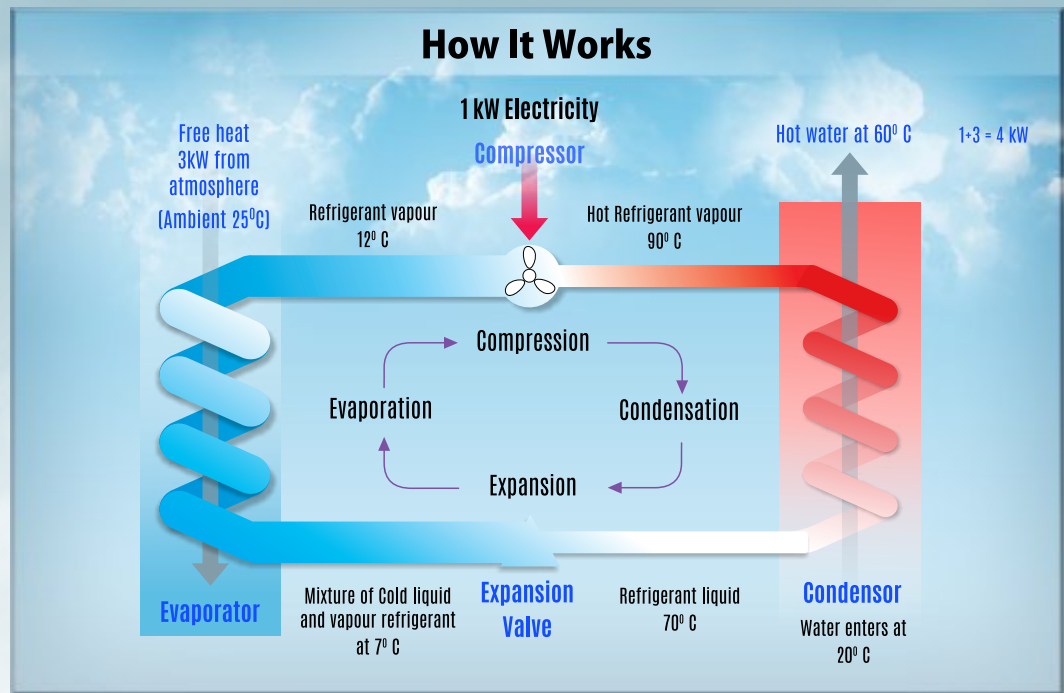 How It Works
1 kW Electricity
Compressor
Free heat
3kW from
atmosphere
(Ambient 25⁰C)
Hot water at 60⁰ C
1+3 = 4 kW
Refrigerant vapour
12⁰ C
Hot Refrigerant vapour
90⁰ C
Compression
Evaporation
Condensation
Expansion
Evaporator
Mixture of Cold liquid
and vapour refrigerant
at 7⁰ C
Expansion
Valve
Refrigerant liquid
70⁰ C
Condensor
Water enters at
20⁰ C